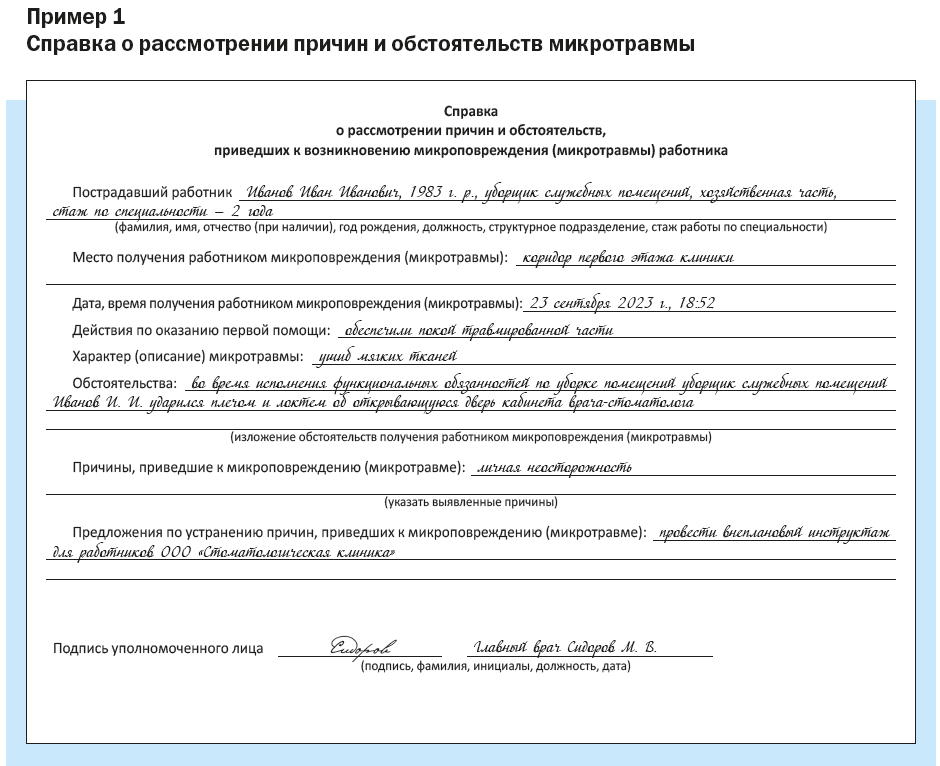 Пример 1
Справка о рассмотрении причин и обстоятельств микротравмы
Справка
о рассмотрении причин и обстоятельств,
приведших к возникновению микроповреждения (микротравмы) работника
Пострадавший работник Иванов Иван Иванович, 1983 г. р., уборщик служебных помещений, хозяйственная часть,
стаж по специальности – 2 года
(фамилия, имя, отчество (при наличии), год рождения, должность, структурное подразделение, стаж работы по специальности)
Место получения работником микроповреждения (микротравмы): коридор первого этажа клиники
Дата, время получения работником микроповреждения (микротравмы): 23 сентября 2023 г., 18:52
Действия по оказанию первой помощи: обеспечили покой травмированной части
Характер (описание) микротравмы: ушиб мягких тканей
Обстоятельства: во время исполнения функциональных обязанностей по уборке помещений уборщик служебных помещений
Иванов И. И. ударился плечом и локтем об открывающуюся дверь кабинета врача-стоматолога
(изложение обстоятельств получения работником микроповреждения (микротравмы)
Причины, приведшие к микроповреждению (микротравме): личная неосторожность
(указать выявленные причины)
Предложения по устранению причин, приведших к микроповреждению (микротравме): провести внеплановый инструктаж
для работников ООО «Стоматологическая клиника»
Подпись уполномоченного лица Сидоров Главный врач Сидоров М. В.
(подпись, фамилия, инициалы, должность, дата)